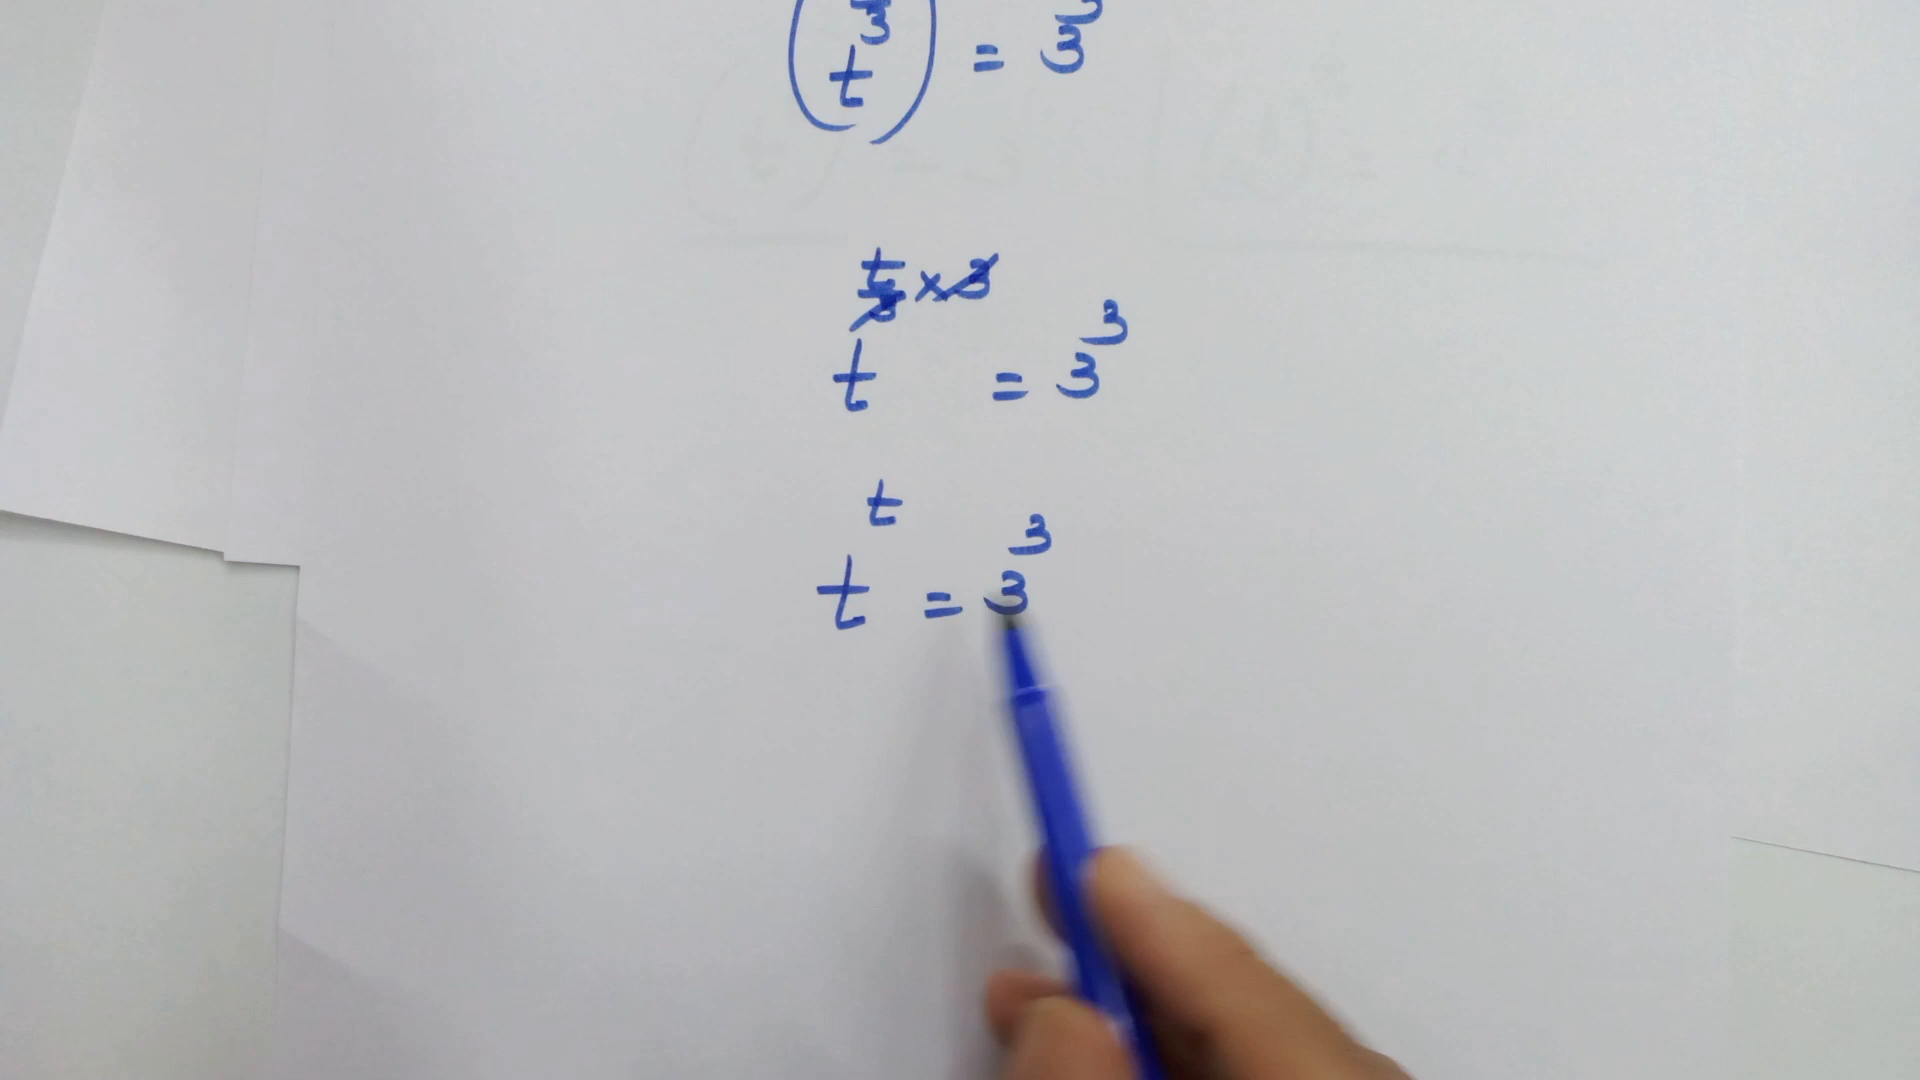 (t^3) = 3^3
t^(t/3 × 3) = 3^3
t^t = 3^3